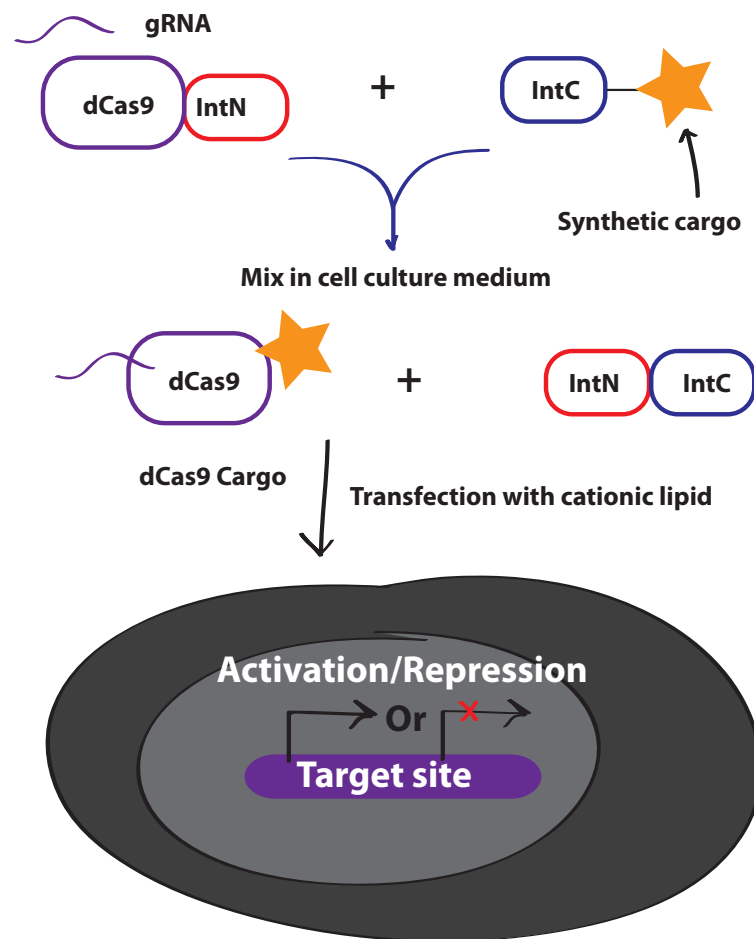 gRNA
dCas9 IntN + IntC
Synthetic cargo
Mix in cell culture medium
dCas9 + IntN IntC
dCas9 Cargo
Transfection with cationic lipid
Activation/Repression
Or
Target site